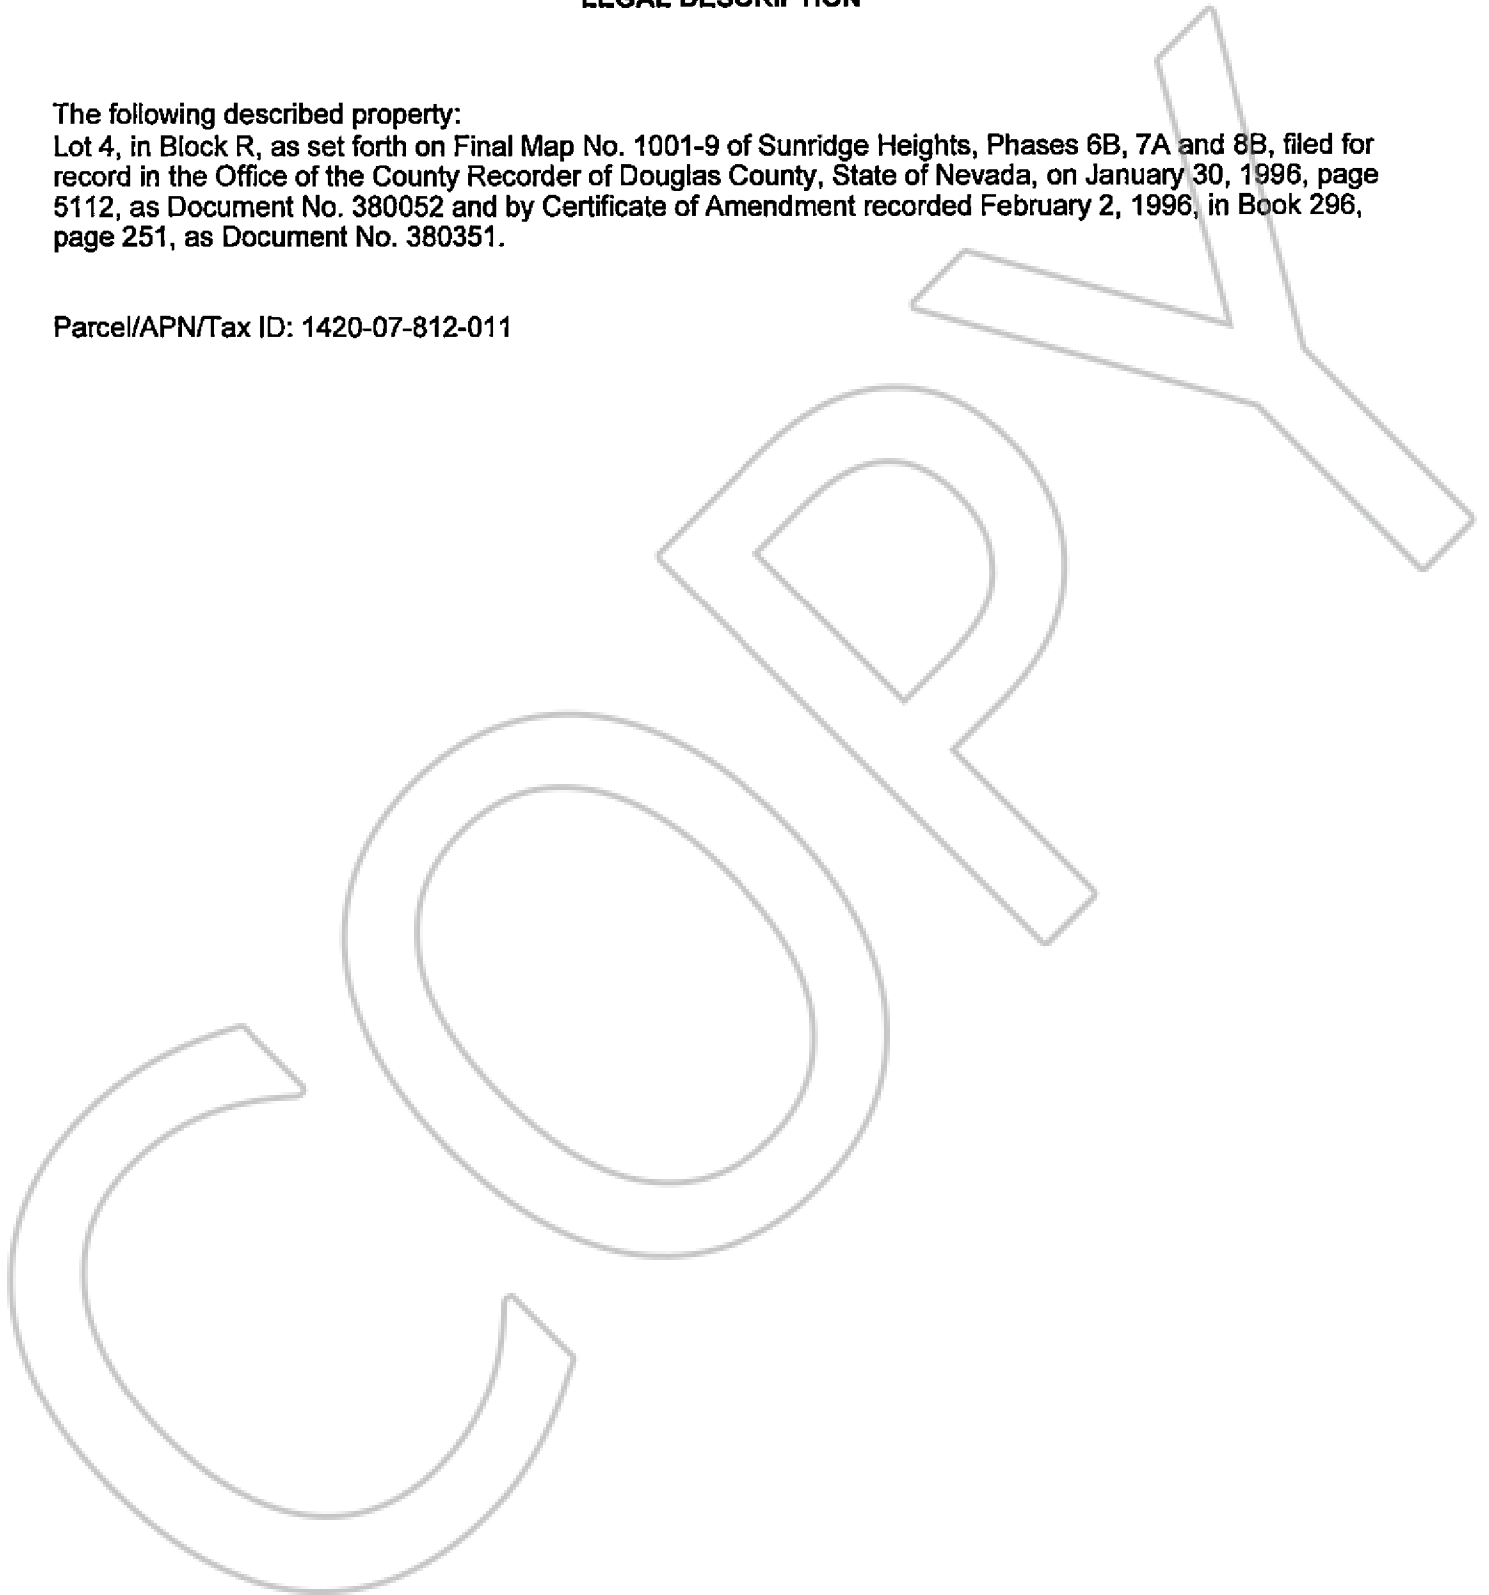 LEGAL DESCRIPTION
The following described property:
Lot 4, in Block R, as set forth on Final Map No. 1001-9 of Sunridge Heights, Phases 6B, 7A and 8B, filed for
record in the Office of the County Recorder of Douglas County, State of Nevada, on January 30, 1996, page
5112, as Document No. 380052 and by Certificate of Amendment recorded February 2, 1996, in Book 296,
page 251, as Document No. 380351.
Parcel/APN/Tax ID: 1420-07-812-011
COPY